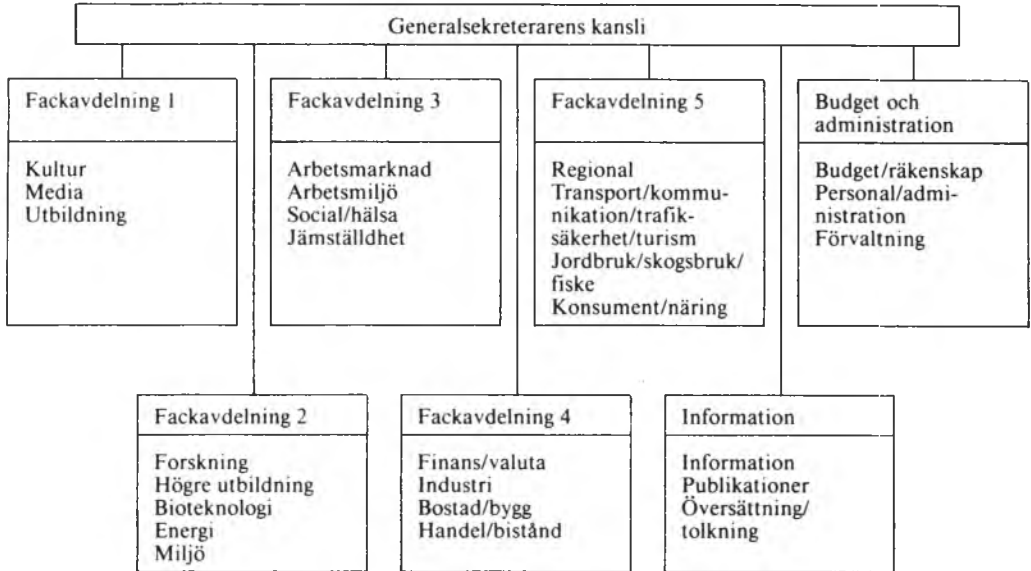 Generalsekreterarens kansli
Fackavdelning 1
Kultur
Media
Utbildning
Fackavdelning 3
Arbetsmarknad
Arbetsmiljö
Social/hälsa
Jämställdhet
Fackavdelning 5
Regional
Transport/kommu-
nikation/trafik-
säkerhet/turism
Jordbruk/skogsbruk/
fiske
Konsument/näring
Budget och
administration
Budget/räkenskap
Personal/admi-
nistration
Förvaltning
Fackavdelning 2
Forskning
Högre utbildning
Bioteknologi
Energi
Miljö
Fackavdelning 4
Finans/valuta
Industri
Bostad/bygg
Handel/bistånd
Information
Information
Publikationer
Översättning/
tolkning